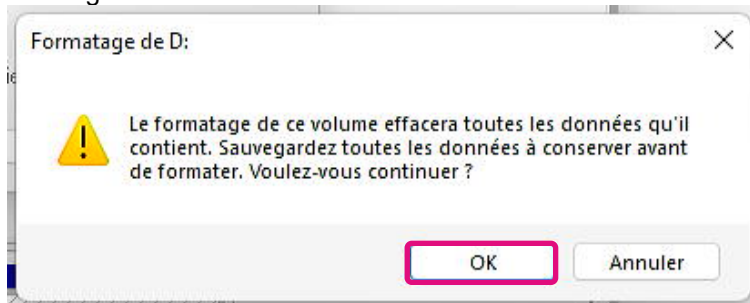 Formatage de D:
Le formatage de ce volume effacera toutes les données qu'il
contient. Sauvegardez toutes les données à conserver avant
de formater. Voulez-vous continuer ?
OK
Annuler